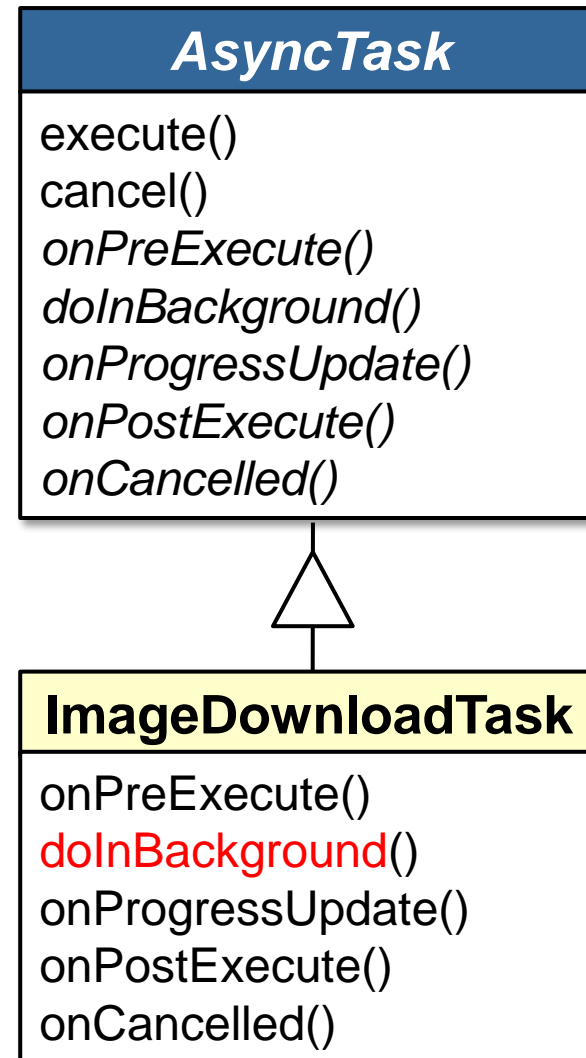 AsyncTask
execute()
cancel()
onPreExecute()
doInBackground()
onProgressUpdate()
onPostExecute()
onCancelled()
ImageDownloadTask
onPreExecute()
doInBackground()
onProgressUpdate()
onPostExecute()
onCancelled()